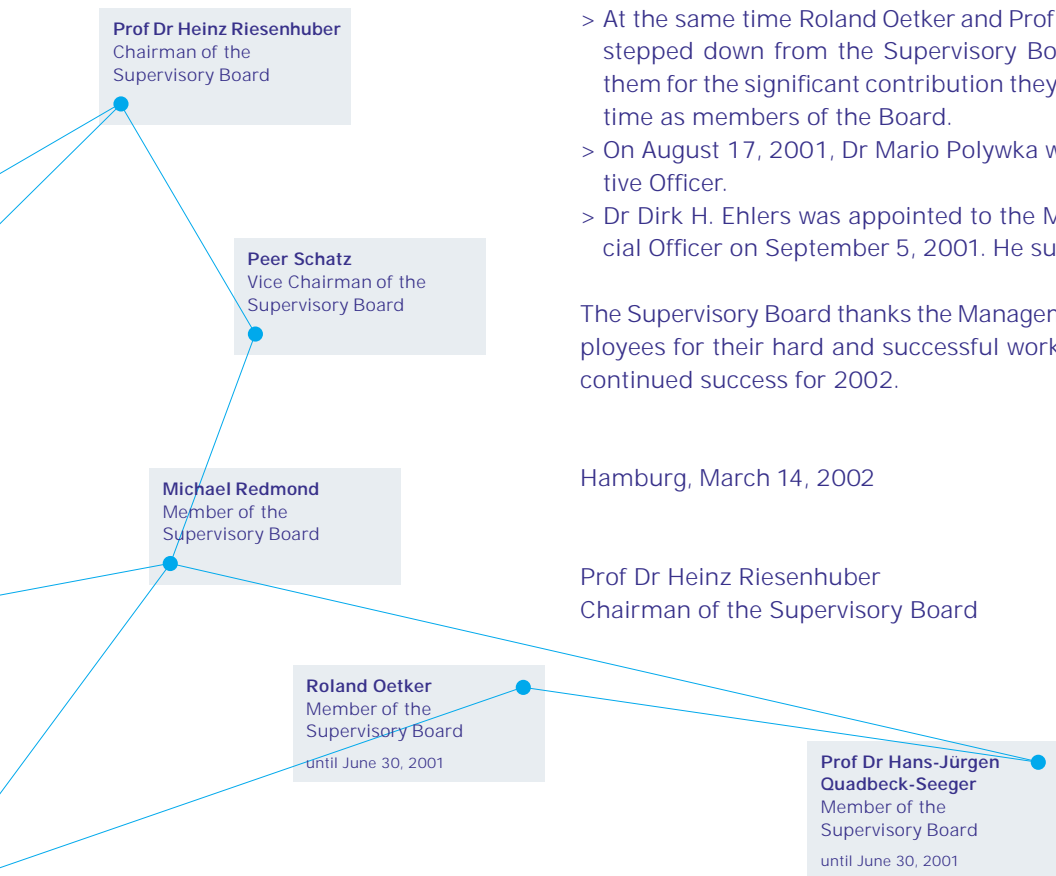 Prof Dr Heinz Riesenhuber
Chairman of the
Supervisory Board
Peer Schatz
Vice Chairman of the
Supervisory Board
Michael Redmond
Member of the
Supervisory Board
Roland Oetker
Member of the
Supervisory Board
until June 30, 2001
Prof Dr Hans-Jürgen
Quadbeck-Seeger
Member of the
Supervisory Board
until June 30, 2001
> At the same time Roland Oetker and Prof
stepped down from the Supervisory Bo
them for the significant contribution they
time as members of the Board.
> On August 17, 2001, Dr Mario Polywka w
tive Officer.
> Dr Dirk H. Ehlers was appointed to the M
cial Officer on September 5, 2001. He su
The Supervisory Board thanks the Managem
ployees for their hard and successful work
continued success for 2002.
Hamburg, March 14, 2002
Prof Dr Heinz Riesenhuber
Chairman of the Supervisory Board